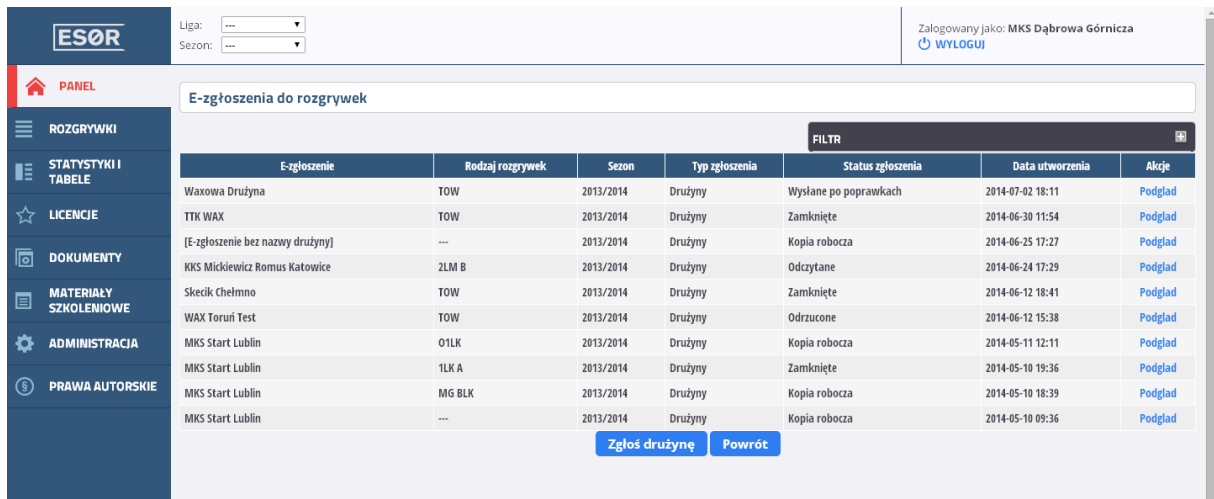 ESØR
Liga: ---
Sezon: ---
Zalogowany jako: MKS Dąbrowa Górnicza
WYLOGUJ
PANEL
ROZGRYWKI
STATYSTYKI I
TABELE
LICENCJE
DOKUMENTY
MATERIAŁY
SZKOLENIOWE
ADMINISTRACJA
§ PRAWA AUTORSKIE
E-zgłoszenia do rozgrywek
FILTR
E-zgłoszenie Rodzaj rozgrywek Sezon Typ zgłoszenia Status zgłoszenia Data utworzenia Akcje
Waxowa Drużyna TOW 2013/2014 Drużyny Wysłane po poprawkach 2014-07-02 18:11 Podgląd
TTK WAX TOW 2013/2014 Drużyny Zamknięte 2014-06-30 11:54 Podgląd
[E-zgłoszenie bez nazwy drużyny] --- 2013/2014 Drużyny Kopia robocza 2014-06-25 17:27 Podgląd
KKS Mickiewicz Romus Katowice 2LM B 2013/2014 Drużyny Odczytane 2014-06-24 17:29 Podgląd
Skecik Chełmno TOW 2013/2014 Drużyny Zamknięte 2014-06-12 18:41 Podgląd
WAX Toruń Test TOW 2013/2014 Drużyny Odrzucone 2014-06-12 15:38 Podgląd
MKS Start Lublin O1LK 2013/2014 Drużyny Kopia robocza 2014-05-11 12:11 Podgląd
MKS Start Lublin 1LK A 2013/2014 Drużyny Zamknięte 2014-05-10 19:36 Podgląd
MKS Start Lublin MG BLK 2013/2014 Drużyny Kopia robocza 2014-05-10 18:39 Podgląd
MKS Start Lublin --- 2013/2014 Drużyny Kopia robocza 2014-05-10 09:36 Podgląd
Zgłoś drużynę Powrót